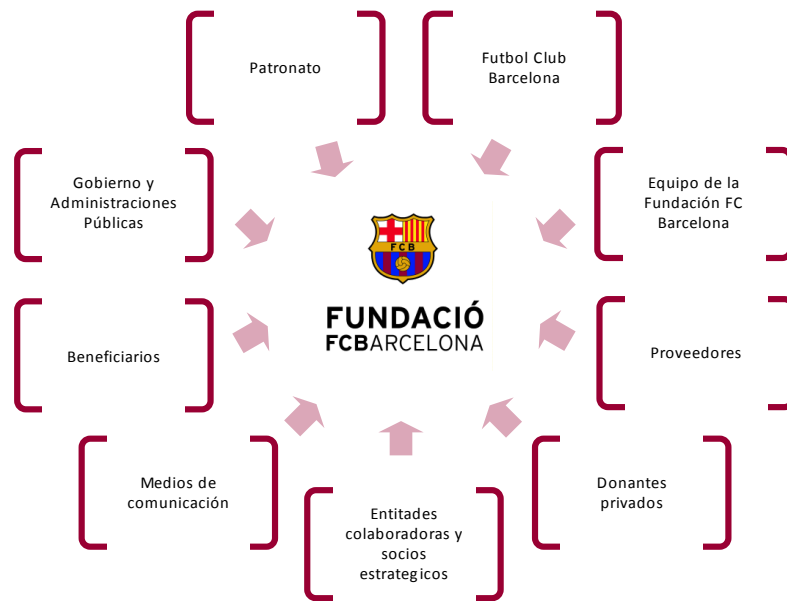 Patronato
Futbol Club
Barcelona
Gobierno y
Administraciones
Públicas
Equipo de la
Fundación FC
Barcelona
FCB
FUNDACIÓ
FCBARCELONA
Beneficiarios
Proveedores
Medios de
comunicación
Donantes
privados
Entitades
colaboradoras y
socios
estrategicos